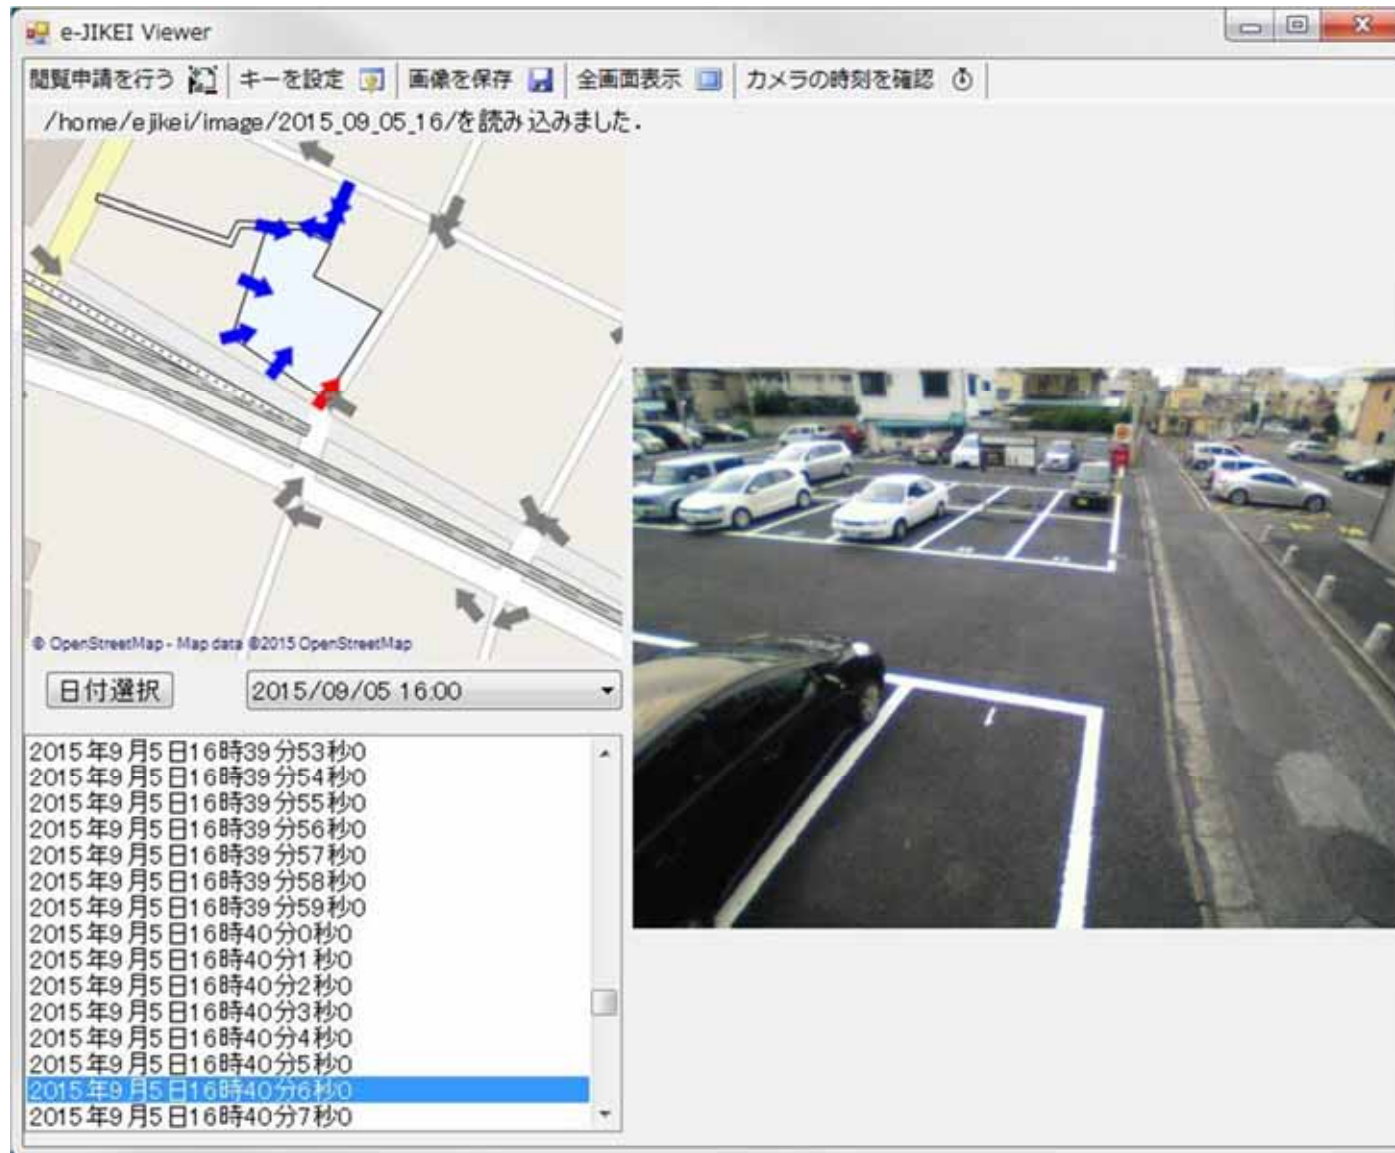 e-JIKEI Viewer
閲覧申請を行う キーを設定 画像を保存 全画面表示 カメラの時刻を確認
/home/ejikei/image/2015_09_05_16/を読み込みました.
© OpenStreetMap - Map data ©2015 OpenStreetMap
日付選択 2015/09/05 16:00
2015年9月5日16時39分53秒0
2015年9月5日16時39分54秒0
2015年9月5日16時39分55秒0
2015年9月5日16時39分56秒0
2015年9月5日16時39分57秒0
2015年9月5日16時39分58秒0
2015年9月5日16時39分59秒0
2015年9月5日16時40分0秒0
2015年9月5日16時40分1秒0
2015年9月5日16時40分2秒0
2015年9月5日16時40分3秒0
2015年9月5日16時40分4秒0
2015年9月5日16時40分5秒0
2015年9月5日16時40分6秒0
2015年9月5日16時40分7秒0